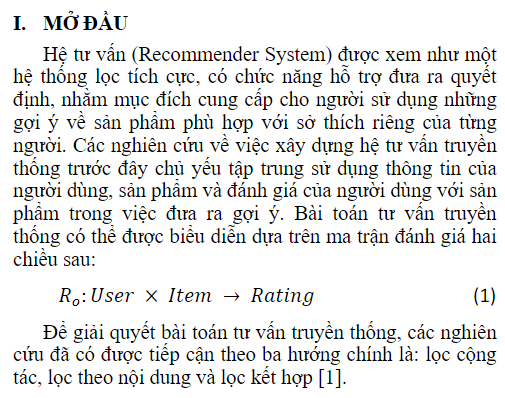 I. MỞ ĐẦU
Hệ tư vấn (Recommender System) được xem như một
hệ thống lọc tích cực, có chức năng hỗ trợ đưa ra quyết
định, nhằm mục đích cung cấp cho người sử dụng những
gợi ý về sản phẩm phù hợp với sở thích riêng của từng
người. Các nghiên cứu về việc xây dựng hệ tư vấn truyền
thống trước đây chủ yếu tập trung sử dụng thông tin của
người dùng, sản phẩm và đánh giá của người dùng với sản
phẩm trong việc đưa ra gợi ý. Bài toán tư vấn truyền
thống có thể được biểu diễn dựa trên ma trận đánh giá hai
chiều sau:
R₀: User × Item → Rating (1)
Để giải quyết bài toán tư vấn truyền thống, các nghiên
cứu đã có được tiếp cận theo ba hướng chính là: lọc cộng
tác, lọc theo nội dung và lọc kết hợp [1].